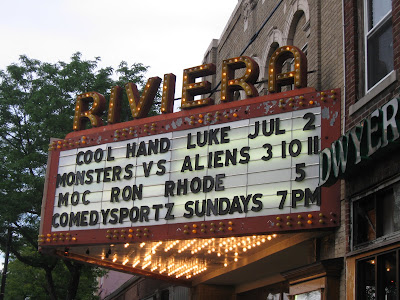 RIVIERA
COOL HAND LUKE JUL 2
MONSTERS VS ALIENS 3 10 11
MOC RON RHODE 5
COMEDYSPORTZ SUNDAYS 7PM
DWYER